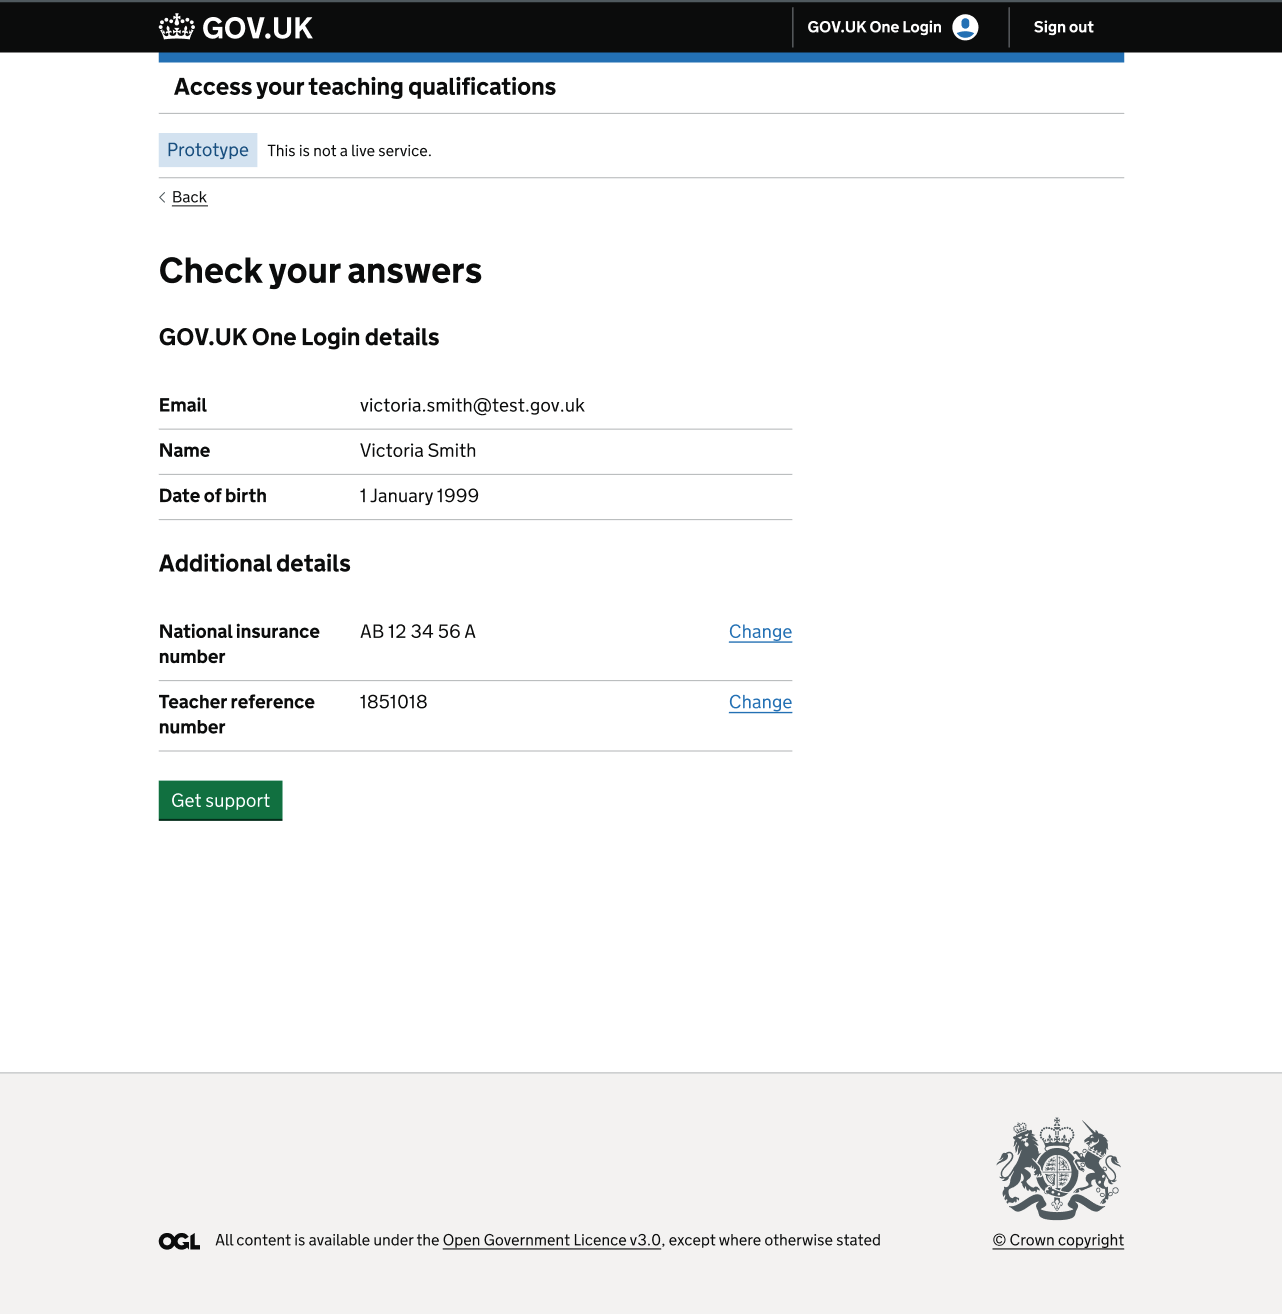 GOV.UK
GOV.UK One Login
Sign out
Access your teaching qualifications
Prototype This is not a live service.
Back
Check your answers
GOV.UK One Login details
Email victoria.smith@test.gov.uk
Name Victoria Smith
Date of birth 1 January 1999
Additional details
National insurance AB 12 34 56 A Change
number
Teacher reference 1851018 Change
number
Get support
OGL All content is available under the Open Government Licence v3.0, except where otherwise stated
© Crown copyright